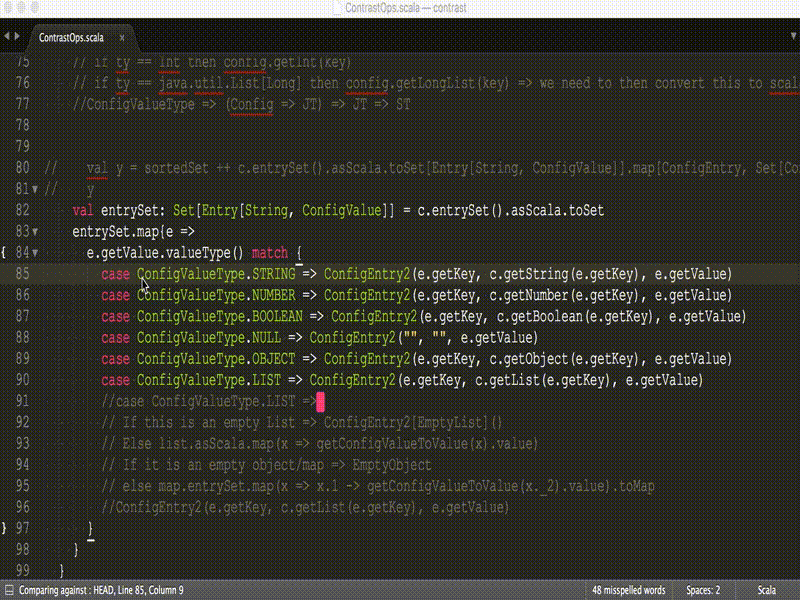 ContrastOps.scala — contrast
ContrastOps.scala ×
75 // if ty == Int then config.getInt(key)
76 // if ty == java.util.List[Long] then config.getLongList(key) => we need to then convert this to scal
77 //ConfigValueType => (Config => JT) => JT => ST
78
79
80 // val y = sortedSet ++ c.entrySet().asScala.toSet[Entry[String, ConfigValue]].map[ConfigEntry, Set[Co
81 // y
82 val entrySet: Set[Entry[String, ConfigValue]] = c.entrySet().asScala.toSet
83 entrySet.map{e =>
{ 84 e.getValue.valueType() match {
85 case ConfigValueType.STRING => ConfigEntry2(e.getKey, c.getString(e.getKey), e.getValue)
86 case ConfigValueType.NUMBER => ConfigEntry2(e.getKey, c.getNumber(e.getKey), e.getValue)
87 case ConfigValueType.BOOLEAN => ConfigEntry2(e.getKey, c.getBoolean(e.getKey), e.getValue)
88 case ConfigValueType.NULL => ConfigEntry2("", "", e.getValue)
89 case ConfigValueType.OBJECT => ConfigEntry2(e.getKey, c.getObject(e.getKey), e.getValue)
90 case ConfigValueType.LIST => ConfigEntry2(e.getKey, c.getList(e.getKey), e.getValue)
91 //case ConfigValueType.LIST =>
92 // If this is an empty List => ConfigEntry2[EmptyList]()
93 // Else list.asScala.map(x => getConfigValueToValue(x).value)
94 // If it is an empty object/map => EmptyObject
95 // else map.entrySet.map(x => x.1 -> getConfigValueToValue(x._2).value).toMap
96 //ConfigEntry2(e.getKey, c.getList(e.getKey), e.getValue)
} 97 }
98 }
99 }
Comparing against : HEAD, Line 85, Column 9 48 misspelled words Spaces: 2 Scala